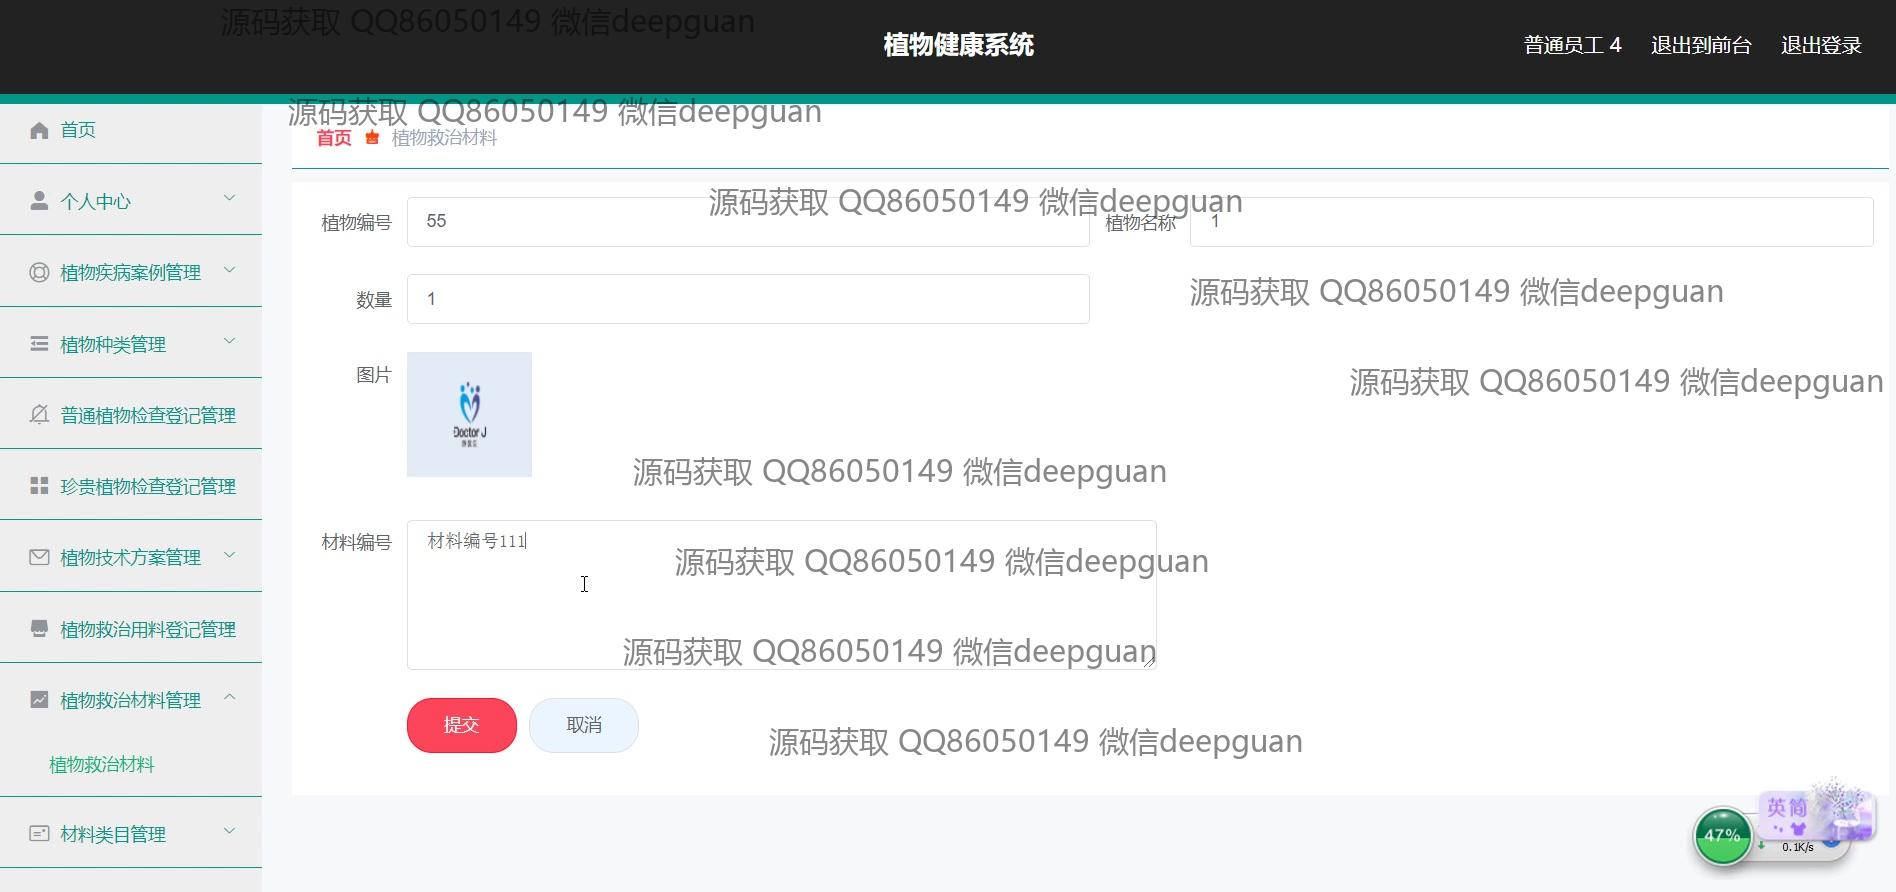 源码获取 QQ86050149 微信deepguan
植物健康系统
普通员工 4 退出到前台 退出登录
源码获取 QQ86050149 微信deepguan
首页
首页 植物救治材料
个人中心
源码获取 QQ86050149 微信deepguan
植物编号 55 植物名称 1
植物疾病案例管理
数量 1
源码获取 QQ86050149 微信deepguan
植物种类管理
图片
源码获取 QQ86050149 微信deepguan
Doctor J
普通植物检查登记管理
源码获取 QQ86050149 微信deepguan
珍贵植物检查登记管理
材料编号 材料编号111
源码获取 QQ86050149 微信deepguan
植物技术方案管理
植物救治用料登记管理
源码获取 QQ86050149 微信deepguan
植物救治材料管理
提交 取消
源码获取 QQ86050149 微信deepguan
植物救治材料
英简
材料类目管理
47%
0.1K/s